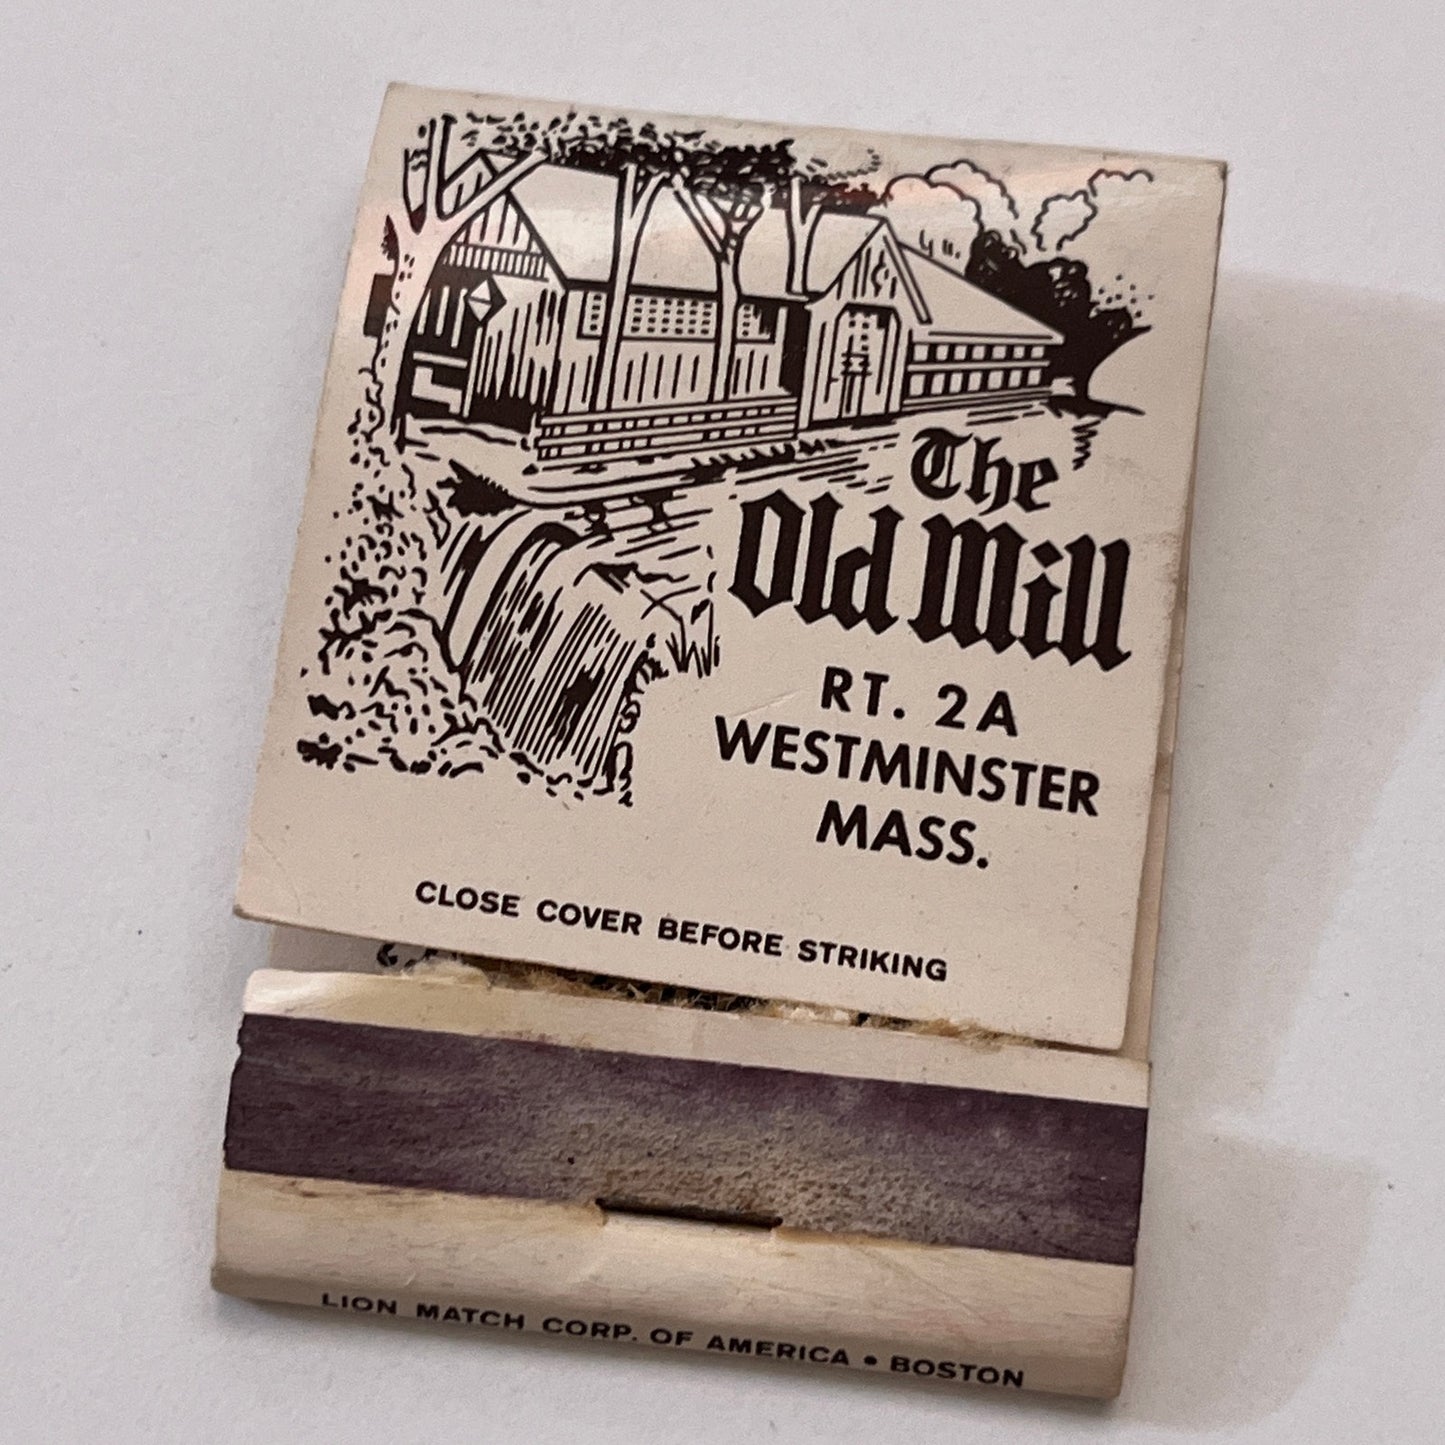 The
Old Mill
RT. 2A
WESTMINSTER
MASS.
CLOSE COVER BEFORE STRIKING
LION MATCH CORP. OF AMERICA • BOSTON